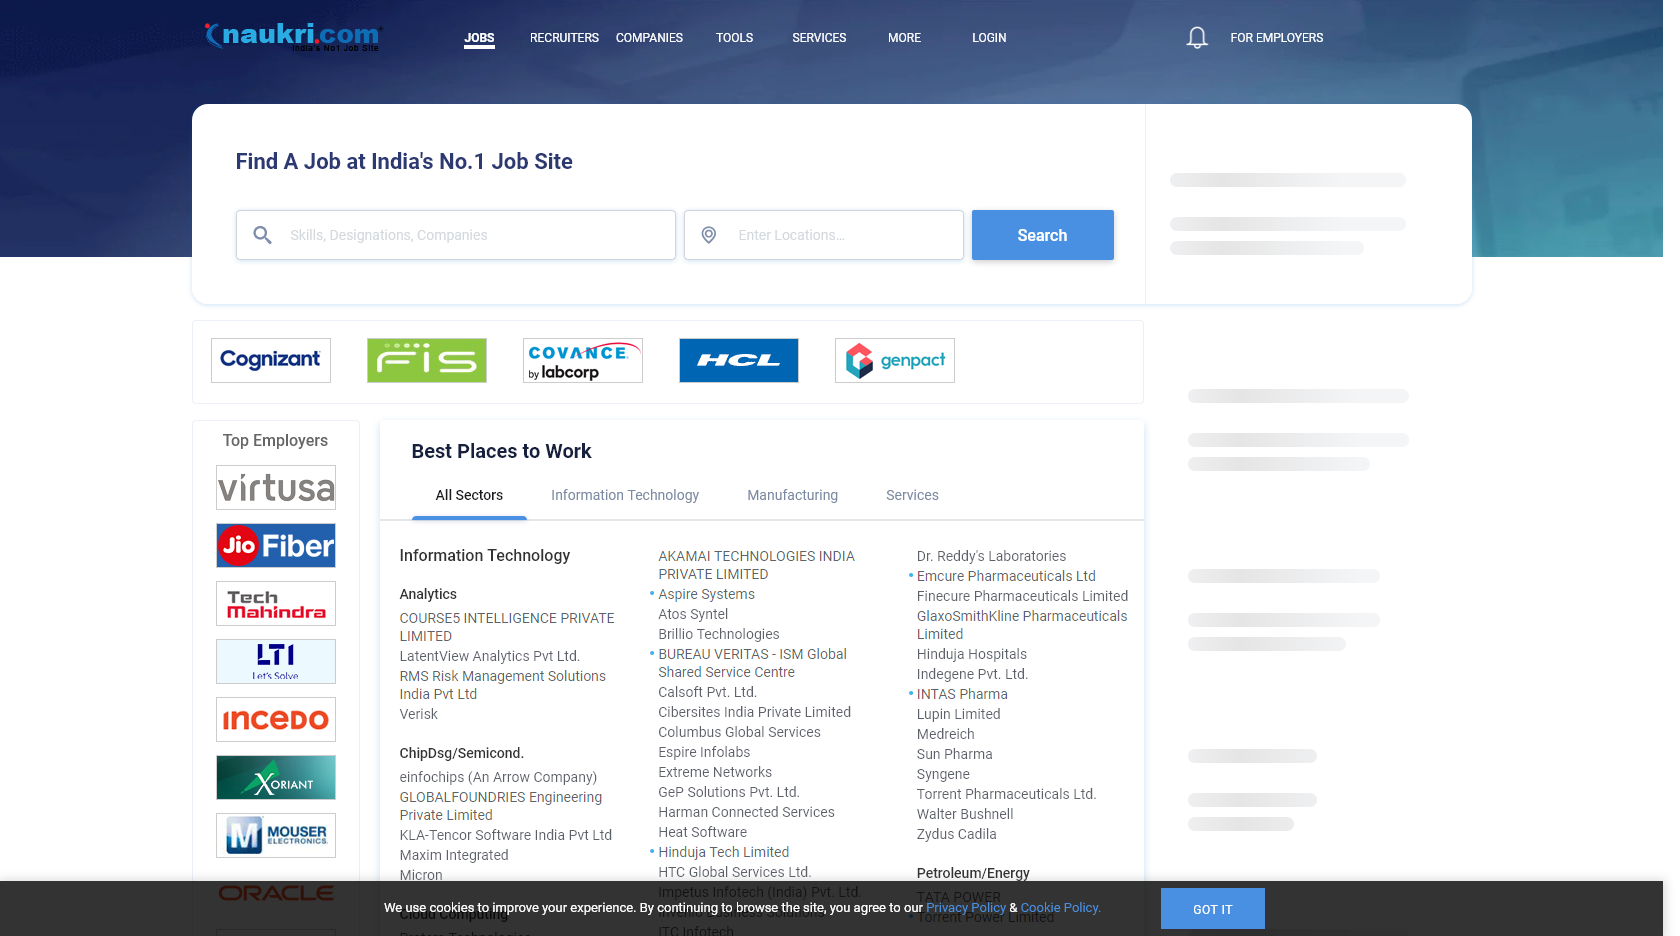 naukri.com
India's No1 Job Site
JOBS
RECRUITERS
COMPANIES
TOOLS
SERVICES
MORE
LOGIN
FOR EMPLOYERS
Find A Job at India's No.1 Job Site
Skills, Designations, Companies
Enter Locations...
Search
Cognizant
FIS
COVANCE
by labcorp
HCL
genpact
Top Employers
virtusa
Jio Fiber
Tech
Mahindra
LTI
Let's Solve
INCEDO
XORIANT
M MOUSER
ELECTRONICS
ORACLE
Best Places to Work
All Sectors
Information Technology
Manufacturing
Services
Information Technology
Analytics
COURSE5 INTELLIGENCE PRIVATE
LIMITED
LatentView Analytics Pvt Ltd.
RMS Risk Management Solutions
India Pvt Ltd
Verisk
ChipDsg/Semicond.
einfochips (An Arrow Company)
GLOBALFOUNDRIES Engineering
Private Limited
KLA-Tencor Software India Pvt Ltd
Maxim Integrated
Micron
Cloud Computing
AKAMAI TECHNOLOGIES INDIA
PRIVATE LIMITED
Aspire Systems
Atos Syntel
Brillio Technologies
BUREAU VERITAS - ISM Global
Shared Service Centre
Calsoft Pvt. Ltd.
Cibersites India Private Limited
Columbus Global Services
Espire Infolabs
Extreme Networks
GeP Solutions Pvt. Ltd.
Harman Connected Services
Heat Software
Hinduja Tech Limited
HTC Global Services Ltd.
Impetus Infotech (India) Pvt. Ltd.
Invenio Business Solutions
ITC Infotech
Dr. Reddy's Laboratories
Emcure Pharmaceuticals Ltd
Finecure Pharmaceuticals Limited
GlaxoSmithKline Pharmaceuticals
Limited
Hinduja Hospitals
Indegene Pvt. Ltd.
INTAS Pharma
Lupin Limited
Medreich
Sun Pharma
Syngene
Torrent Pharmaceuticals Ltd.
Walter Bushnell
Zydus Cadila
Petroleum/Energy
TATA POWER
Torrent Power Limited
We use cookies to improve your experience. By continuing to browse the site, you agree to our Privacy Policy & Cookie Policy.
GOT IT